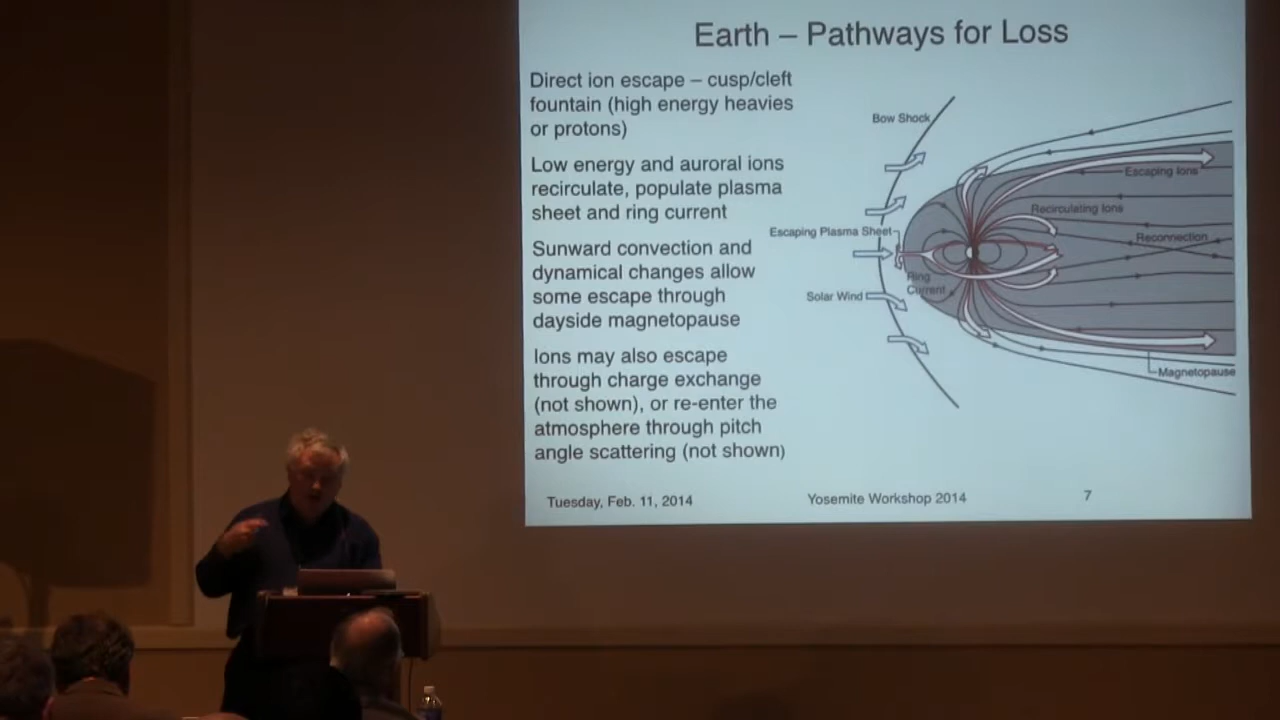 Earth – Pathways for Loss
Direct ion escape – cusp/cleft
fountain (high energy heavies
or protons)
Low energy and auroral ions
recirculate, populate plasma
sheet and ring current
Sunward convection and
dynamical changes allow
some escape through
dayside magnetopause
Ions may also escape
through charge exchange
(not shown), or re-enter the
atmosphere through pitch
angle scattering (not shown)
Bow Shock
Escaping Ions
Recirculating Ions
Escaping Plasma Sheet
Reconnection
Ring
Current
Solar Wind
Magnetopause
Tuesday, Feb. 11, 2014
Yosemite Workshop 2014
7